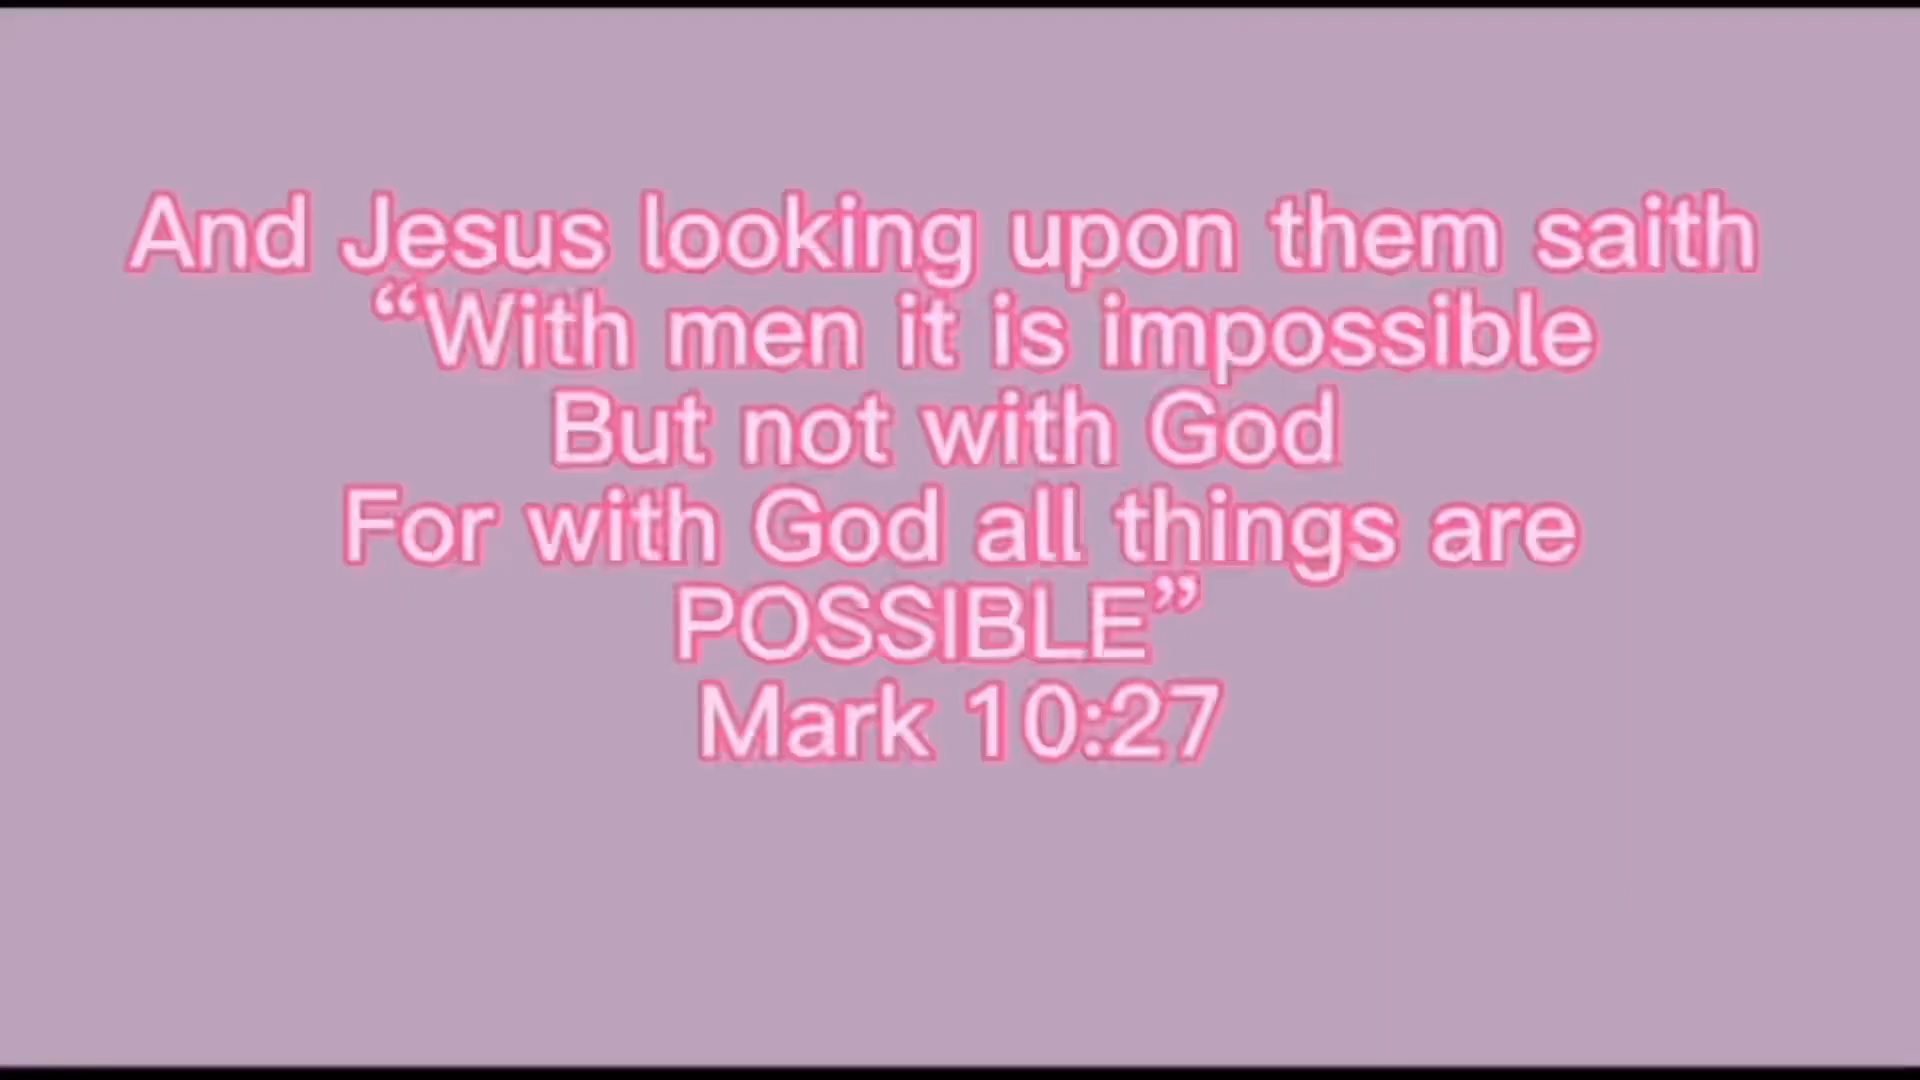 And Jesus looking upon them saith
“With men it is impossible
But not with God
For with God all things are
POSSIBLE”
Mark 10:27